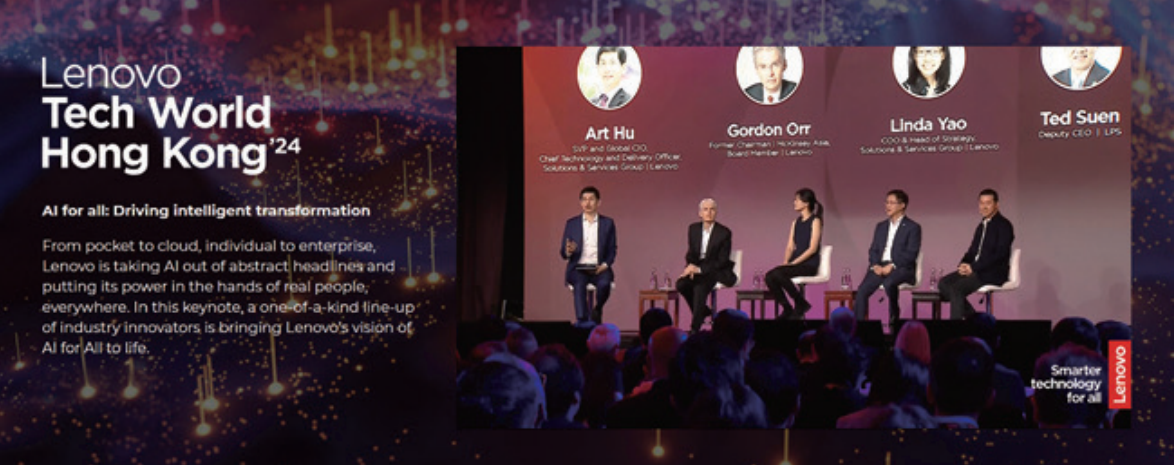 Lenovo
Tech World
Hong Kong '24
AI for all: Driving intelligent transformation
From pocket to cloud, individual to enterprise,
Lenovo is taking AI out of abstract headlines and
putting its power in the hands of real people,
everywhere. In this keynote, a one-of-a-kind line-up
of industry innovators is bringing Lenovo's vision of
AI for All to life.
Art Hu
SVP and Global CIO,
Chief Technology and Delivery Officer,
Solutions & Services Group | Lenovo
Gordon Orr
Former Chairman | McKinsey Asia,
Board Member | Lenovo
Linda Yao
COO & Head of Strategy,
Solutions & Services Group | Lenovo
Ted Suen
Deputy CEO | LPS
Smarter
technology
for all
Lenovo